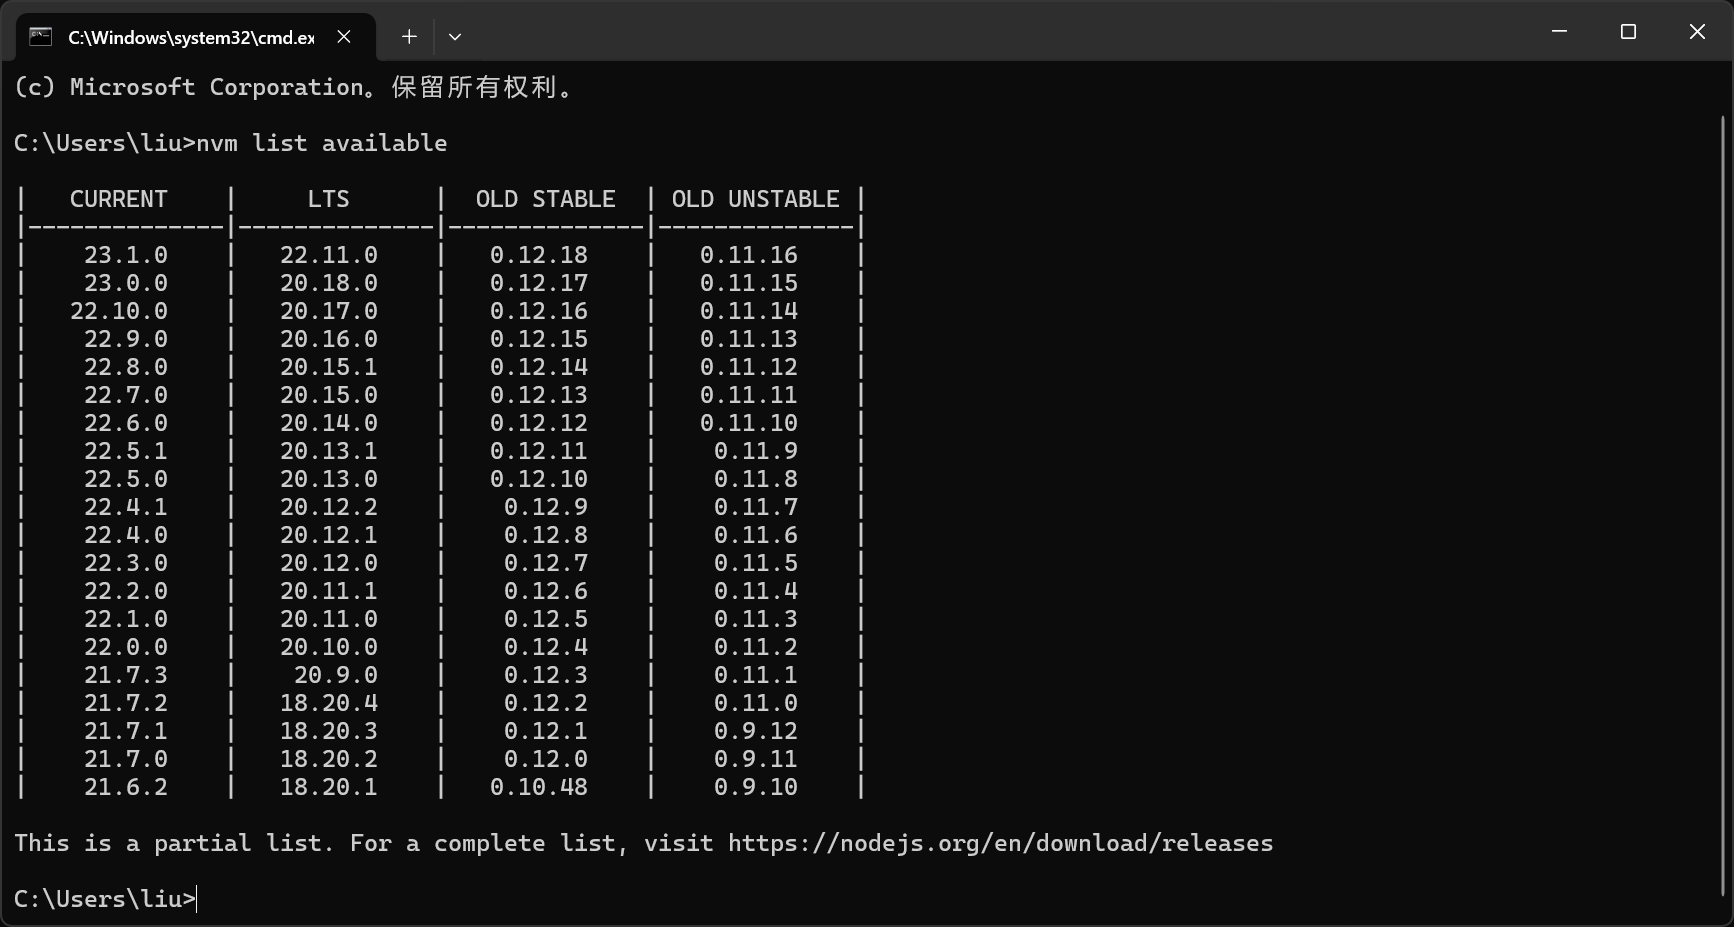 C:\Windows\system32\cmd.ex
(c) Microsoft Corporation。保留所有权利。
C:\Users\liu>nvm list available
|   CURRENT    |     LTS      |  OLD STABLE  | OLD UNSTABLE |
|--------------|--------------|--------------|--------------|
|    23.1.0    |   22.11.0    |   0.12.18    |   0.11.16    |
|    23.0.0    |   20.18.0    |   0.12.17    |   0.11.15    |
|   22.10.0    |   20.17.0    |   0.12.16    |   0.11.14    |
|    22.9.0    |   20.16.0    |   0.12.15    |   0.11.13    |
|    22.8.0    |   20.15.1    |   0.12.14    |   0.11.12    |
|    22.7.0    |   20.15.0    |   0.12.13    |   0.11.11    |
|    22.6.0    |   20.14.0    |   0.12.12    |   0.11.10    |
|    22.5.1    |   20.13.1    |   0.12.11    |    0.11.9    |
|    22.5.0    |   20.13.0    |   0.12.10    |    0.11.8    |
|    22.4.1    |   20.12.2    |    0.12.9    |    0.11.7    |
|    22.4.0    |   20.12.1    |    0.12.8    |    0.11.6    |
|    22.3.0    |   20.12.0    |    0.12.7    |    0.11.5    |
|    22.2.0    |   20.11.1    |    0.12.6    |    0.11.4    |
|    22.1.0    |   20.11.0    |    0.12.5    |    0.11.3    |
|    22.0.0    |   20.10.0    |    0.12.4    |    0.11.2    |
|    21.7.3    |    20.9.0    |    0.12.3    |    0.11.1    |
|    21.7.2    |   18.20.4    |    0.12.2    |    0.11.0    |
|    21.7.1    |   18.20.3    |    0.12.1    |    0.9.12    |
|    21.7.0    |   18.20.2    |    0.12.0    |    0.9.11    |
|    21.6.2    |   18.20.1    |   0.10.48    |    0.9.10    |
This is a partial list. For a complete list, visit https://nodejs.org/en/download/releases
C:\Users\liu>